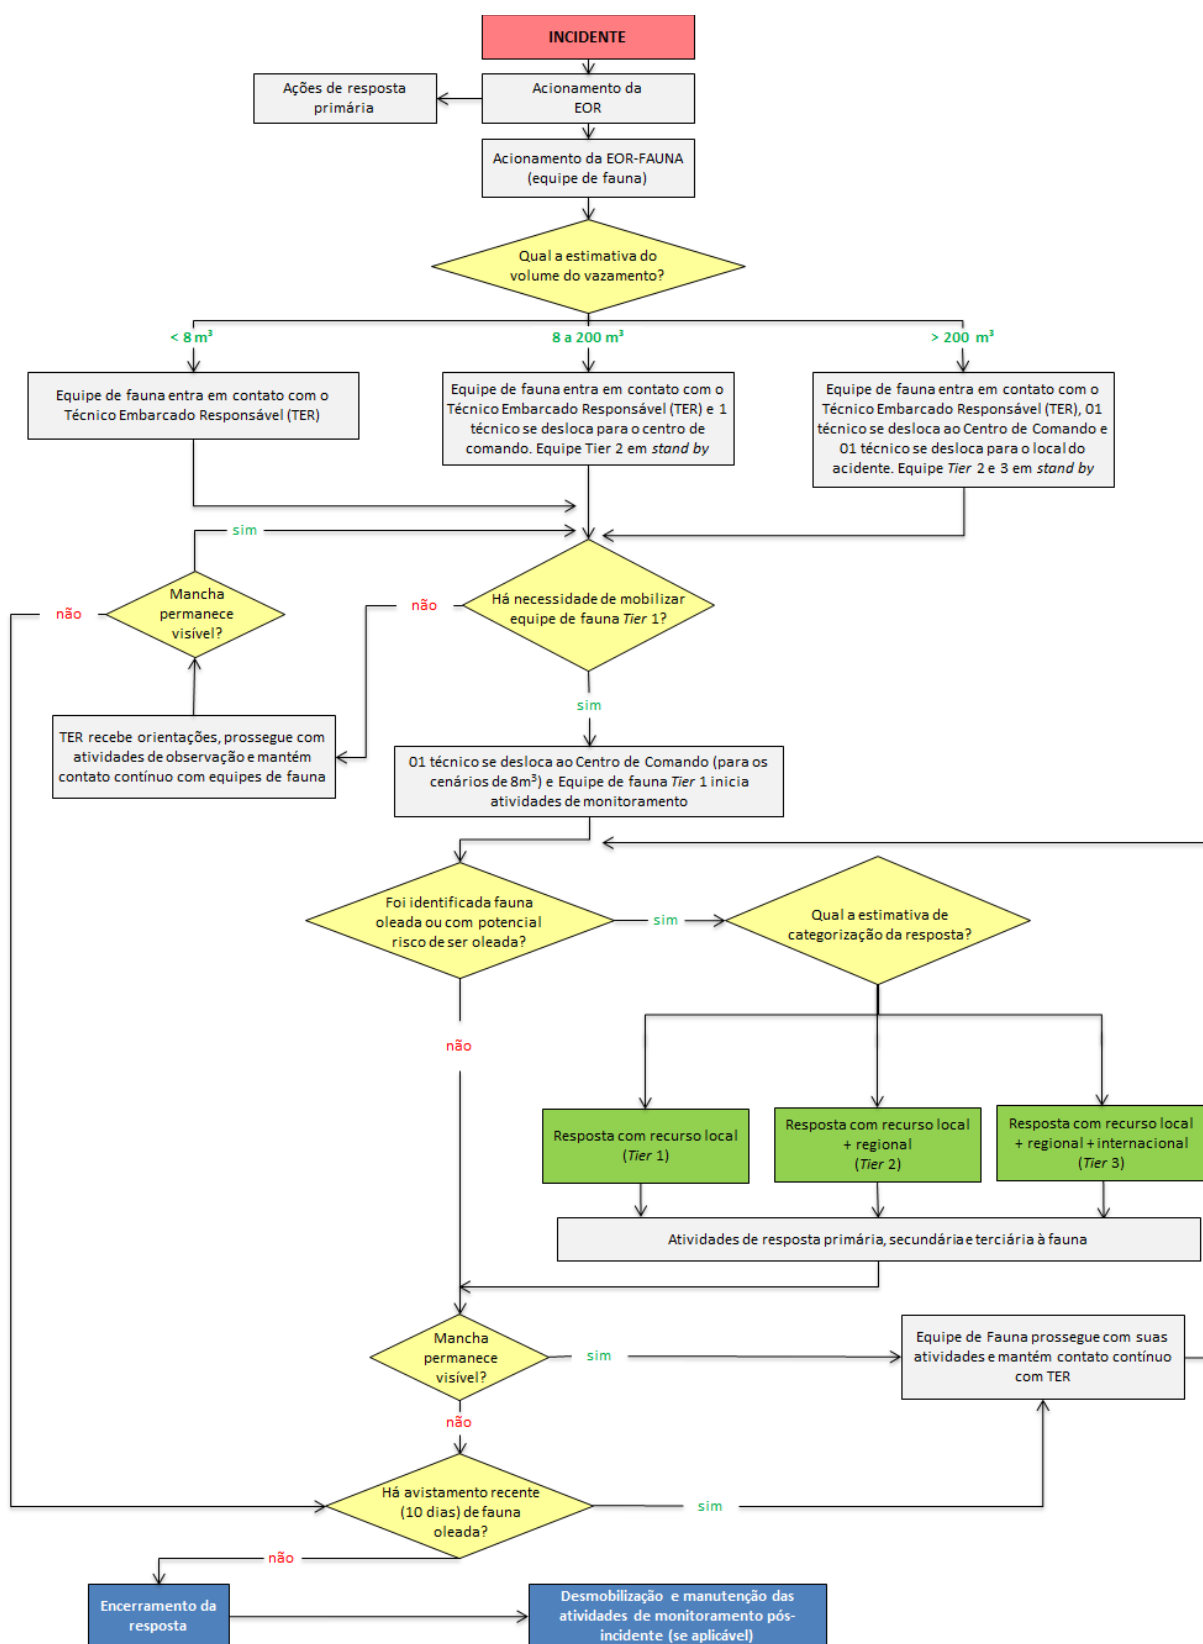 INCIDENTE
Ações de resposta
primária
Acionamento da
EOR
Acionamento da EOR-FAUNA
(equipe de fauna)
Qual a estimativa do
volume do vazamento?
< 8 m³
8 a 200 m³
> 200 m³
Equipe de fauna entra em contato com o
Técnico Embarcado Responsável (TER)
Equipe de fauna entra em contato com o
Técnico Embarcado Responsável (TER) e 1
técnico se desloca para o centro de
comando. Equipe Tier 2 em stand by
Equipe de fauna entra em contato com o
Técnico Embarcado Responsável (TER), 01
técnico se desloca ao Centro de Comando e
01 técnico se desloca para o local do
acidente. Equipe Tier 2 e 3 em stand by
sim
Mancha
permanece
visível?
não
não
Há necessidade de mobilizar
equipe de fauna Tier 1?
sim
TER recebe orientações, prossegue com
atividades de observação e mantém
contato contínuo com equipes de fauna
01 técnico se desloca ao Centro de Comando (para os
cenários de 8m³) e Equipe de fauna Tier 1 inicia
atividades de monitoramento
Foi identificada fauna
oleada ou com potencial
risco de ser oleada?
sim
Qual a estimativa de
categorização da resposta?
não
Resposta com recurso local
(Tier 1)
Resposta com recurso local
+ regional
(Tier 2)
Resposta com recurso local
+ regional + internacional
(Tier 3)
Atividades de resposta primária, secundária e terciária à fauna
Mancha
permanece
visível?
sim
Equipe de Fauna prossegue com suas
atividades e mantém contato contínuo
com TER
não
Há avistamento recente
(10 dias) de fauna
oleada?
sim
não
Encerramento da
resposta
Desmobilização e manutenção das
atividades de monitoramento pós-
incidente (se aplicável)